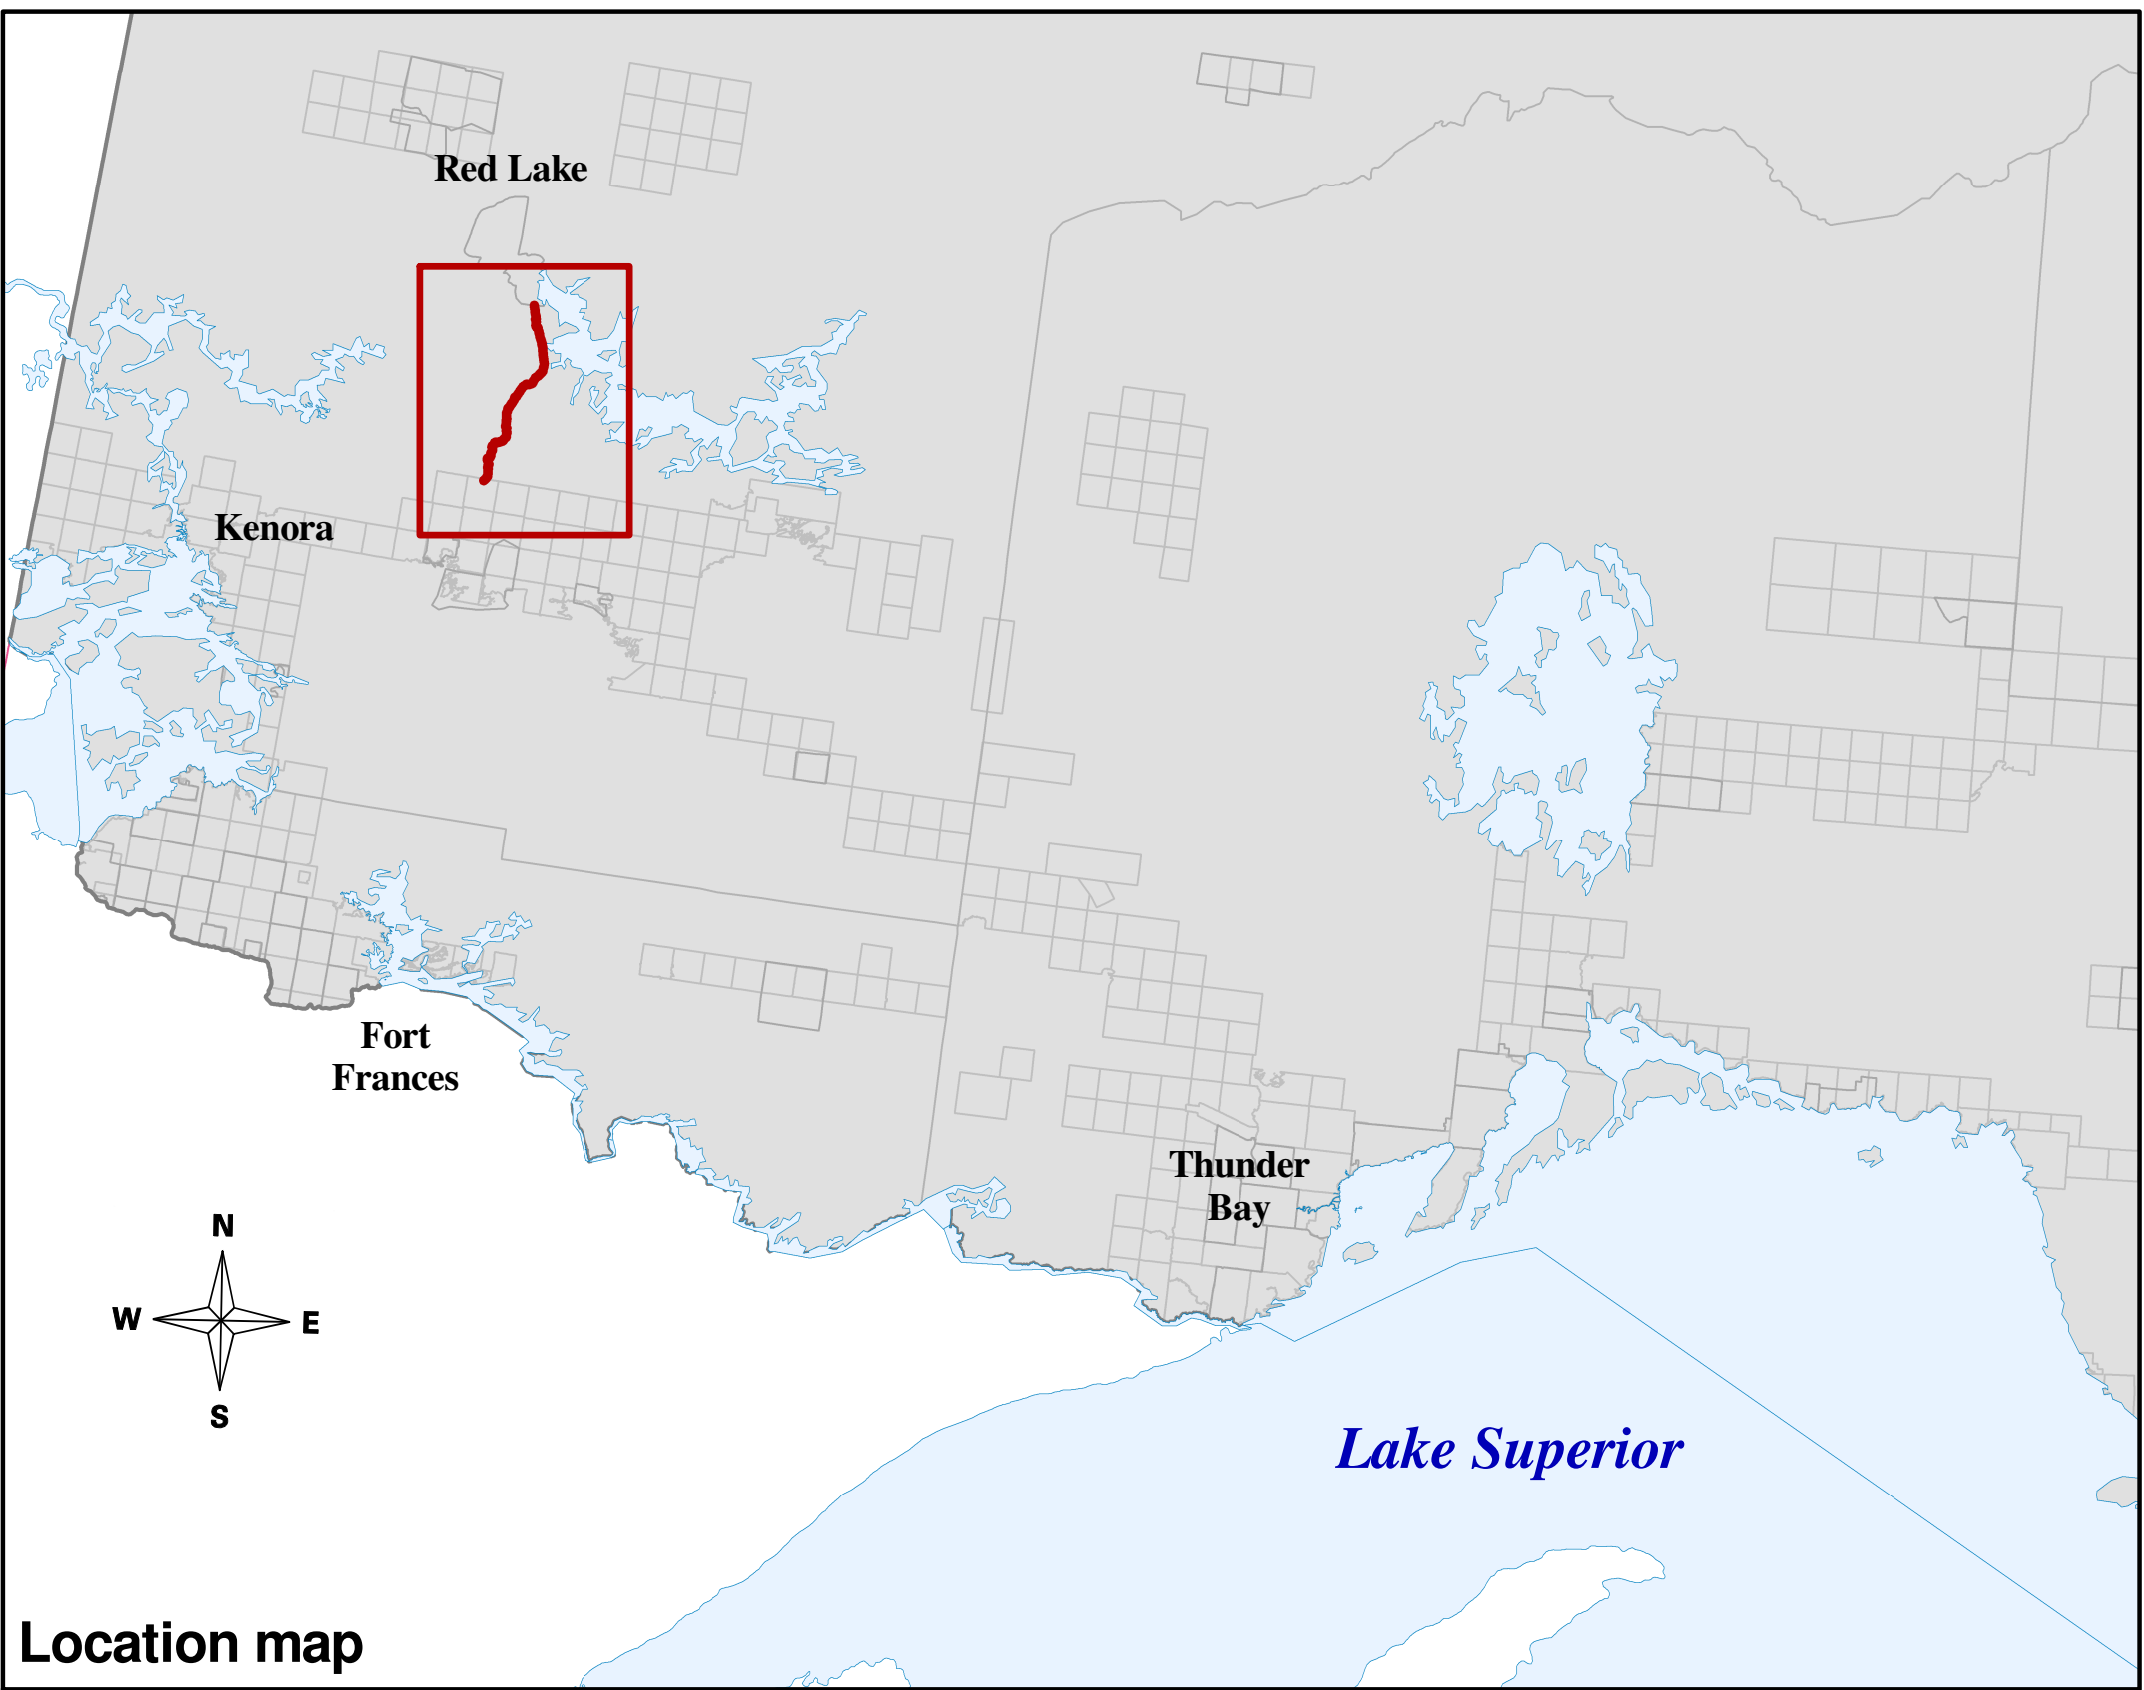 Red Lake
Kenora
Fort
Frances
Thunder
Bay
N
W
E
S
Lake Superior
Location map